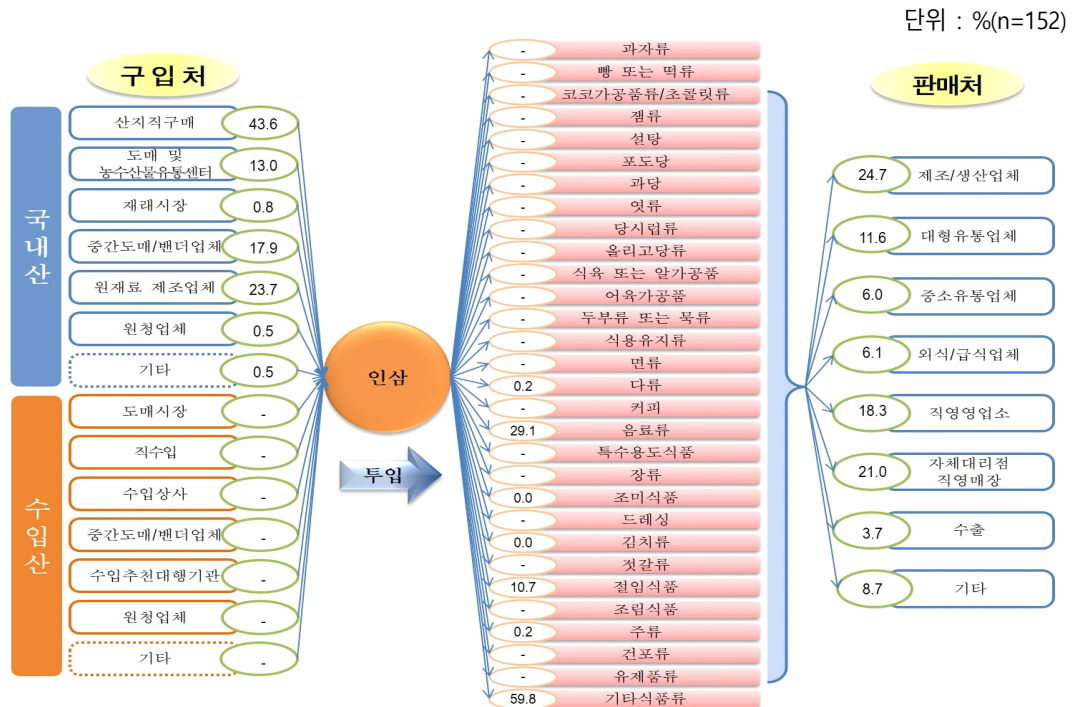 단위 : %(n=152)
구입처
국내산
산지직구매 43.6
도매 및
농수산물유통센터 13.0
재래시장 0.8
중간도매/밴더업체 17.9
원재료 제조업체 23.7
원청업체 0.5
기타 0.5
수입산
도매시장 -
직수입 -
수입상사 -
중간도매/밴더업체 -
수입추천대행기관 -
원청업체 -
기타 -
인삼
투입
- 과자류
- 빵 또는 떡류
- 코코가공품류/초콜릿류
- 잼류
- 설탕
- 포도당
- 과당
- 엿류
- 당시럽류
- 올리고당류
- 식육 또는 알가공품
- 어육가공품
- 두부류 또는 묵류
- 식용유지류
- 면류
0.2 다류
- 커피
29.1 음료류
- 특수용도식품
- 장류
0.0 조미식품
- 드레싱
0.0 김치류
- 젓갈류
10.7 절임식품
- 조림식품
0.2 주류
- 건포류
- 유제품류
59.8 기타식품류
판매처
24.7 제조/생산업체
11.6 대형유통업체
6.0 중소유통업체
6.1 외식/급식업체
18.3 직영영업소
21.0 자체대리점
직영매장
3.7 수출
8.7 기타